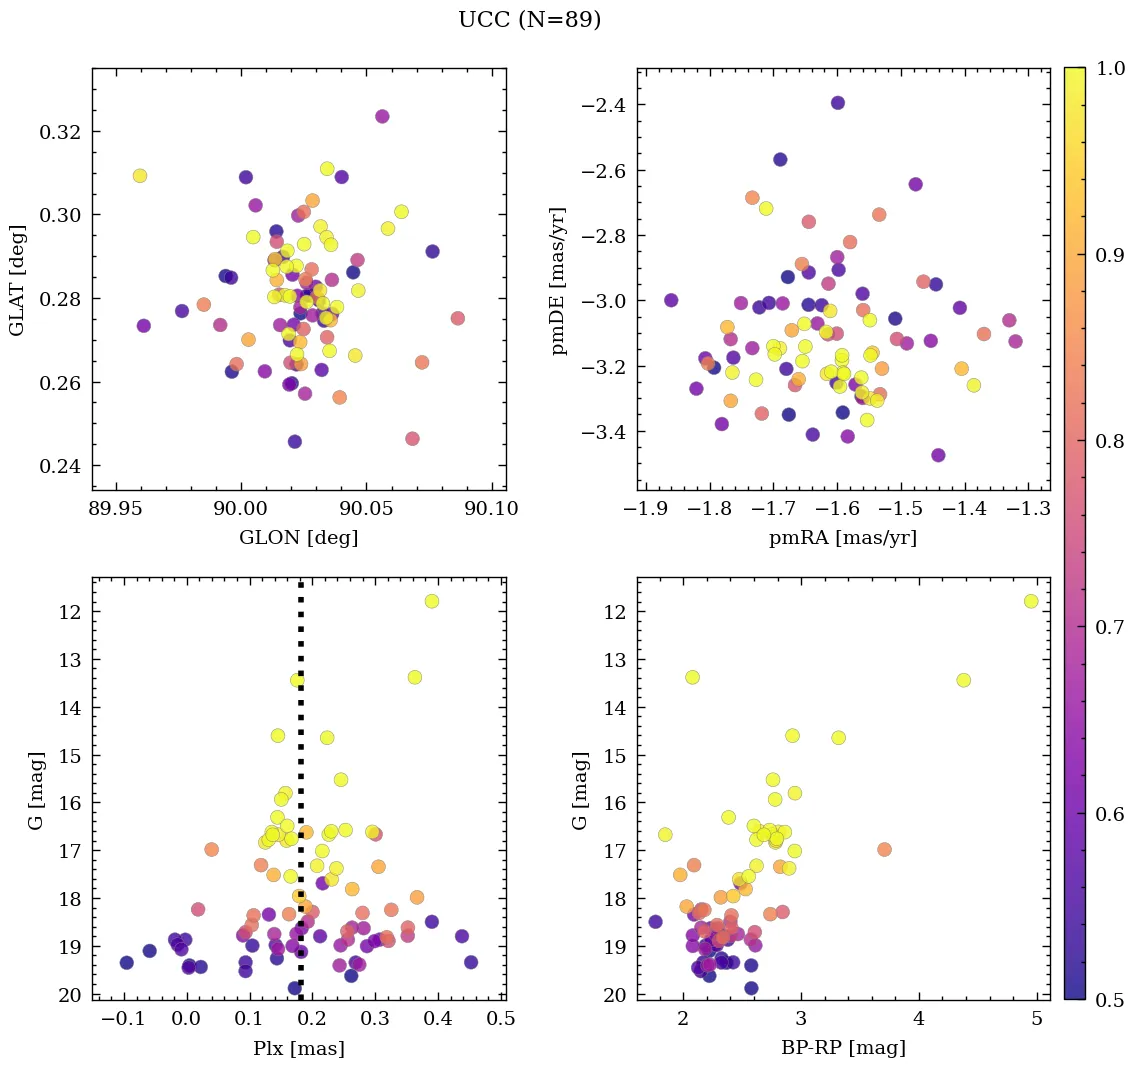 UCC (N=89)
0.32
0.30
0.28
0.26
0.24
GLAT [deg]
89.95 90.00 90.05 90.10
GLON [deg]
−2.4
−2.6
−2.8
−3.0
−3.2
−3.4
pmDE [mas/yr]
−1.9 −1.8 −1.7 −1.6 −1.5 −1.4 −1.3
pmRA [mas/yr]
12
13
14
15
16
17
18
19
20
G [mag]
−0.1 0.0 0.1 0.2 0.3 0.4 0.5
Plx [mas]
12
13
14
15
16
17
18
19
20
G [mag]
2 3 4 5
BP-RP [mag]
1.0
0.9
0.8
0.7
0.6
0.5